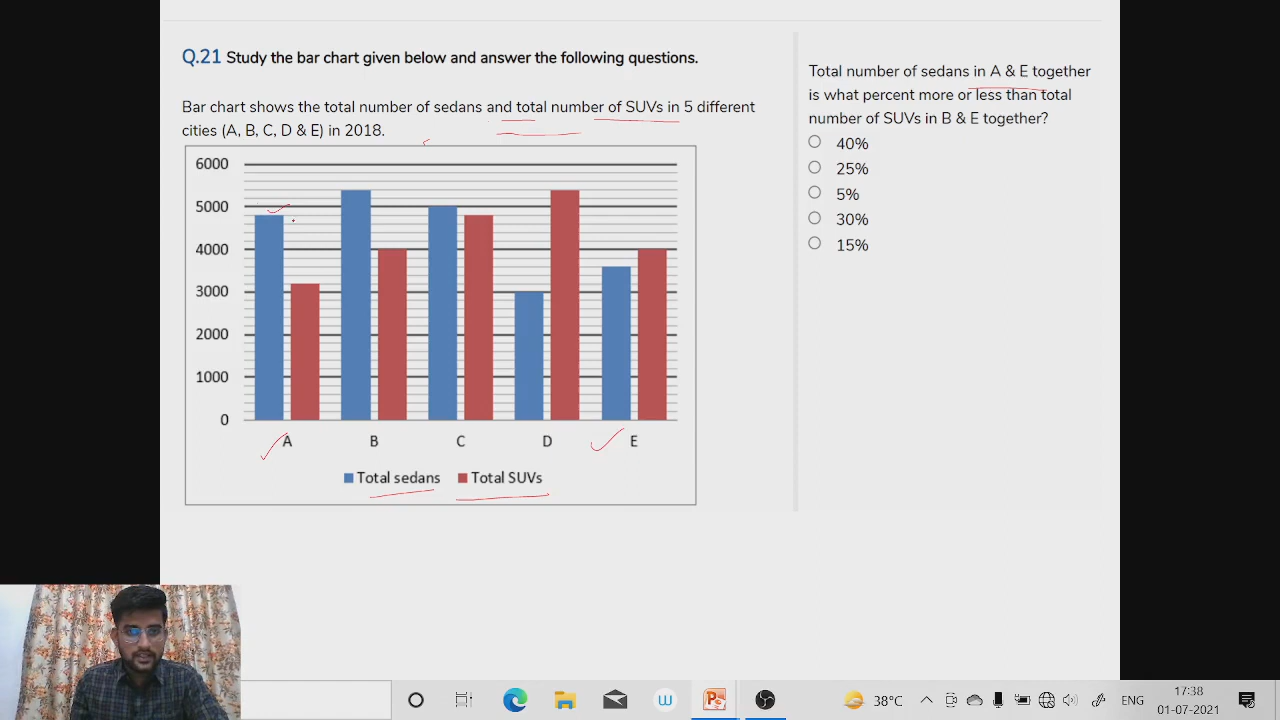 Q.21 Study the bar chart given below and answer the following questions.
Bar chart shows the total number of sedans and total number of SUVs in 5 different
cities (A, B, C, D & E) in 2018.
6000
5000
4000
3000
2000
1000
0
A B C D E
Total sedans Total SUVs
Total number of sedans in A & E together
is what percent more or less than total
number of SUVs in B & E together?
40%
25%
5%
30%
15%
38°C ENG 17:38
01-07-2021